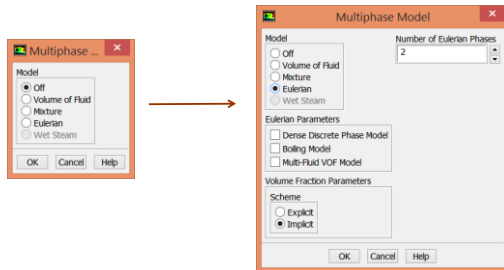 Multiphase ...
Model
Off
Volume of Fluid
Mixture
Eulerian
Wet Steam
OK Cancel Help
Multiphase Model
Model
Off
Volume of Fluid
Mixture
Eulerian
Wet Steam
Number of Eulerian Phases
2
Eulerian Parameters
Dense Discrete Phase Model
Boiling Model
Multi-Fluid VOF Model
Volume Fraction Parameters
Scheme
Explicit
Implicit
OK Cancel Help